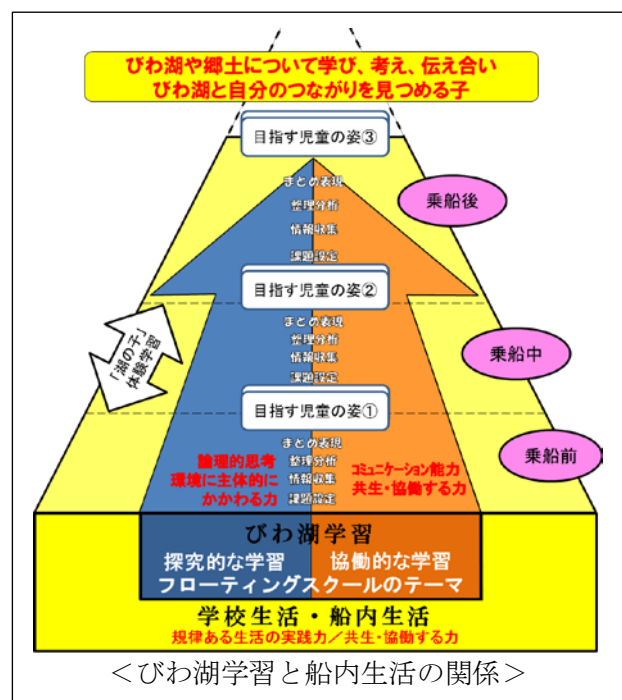 びわ湖や郷土について学び、考え、伝え合い
びわ湖と自分のつながりを見つめる子
目指す児童の姿③
まとめ表現
整理分析
情報収集
課題設定
乗船後
目指す児童の姿②
まとめ表現
整理分析
情報収集
課題設定
「湖の子」
体験学習
乗船中
目指す児童の姿①
まとめ表現
整理分析
情報収集
課題設定
論理的思考
環境に主体的に
かかわる力
コミュニケーション能力
共生・協働する力
乗船前
びわ湖学習
探究的な学習
協働的な学習
フローティングスクールのテーマ
学校生活・船内生活
規律ある生活の実践力／共生・協働する力
＜びわ湖学習と船内生活の関係＞